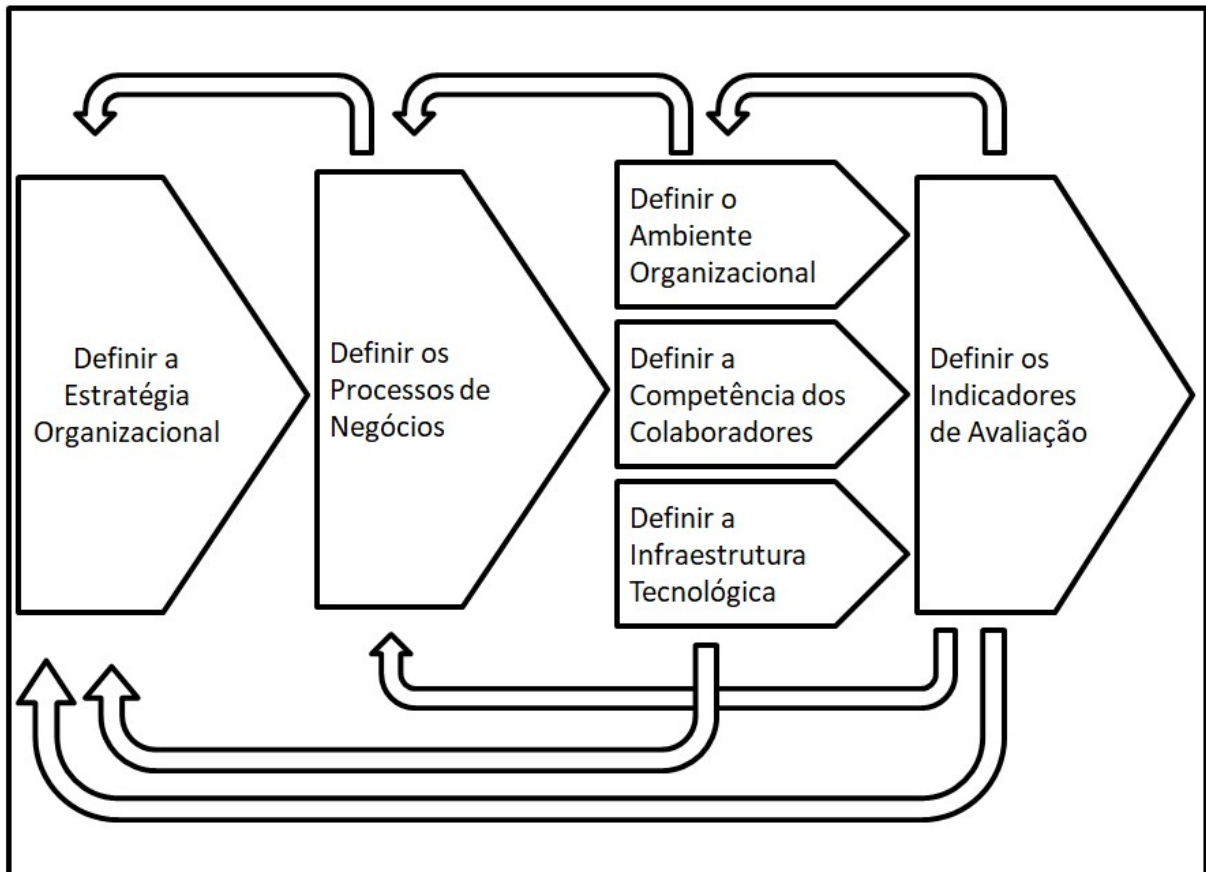 Definir a
Estratégia
Organizacional
Definir os
Processos de
Negócios
Definir o
Ambiente
Organizacional
Definir a
Competência dos
Colaboradores
Definir a
Infraestrutura
Tecnológica
Definir os
Indicadores
de Avaliação